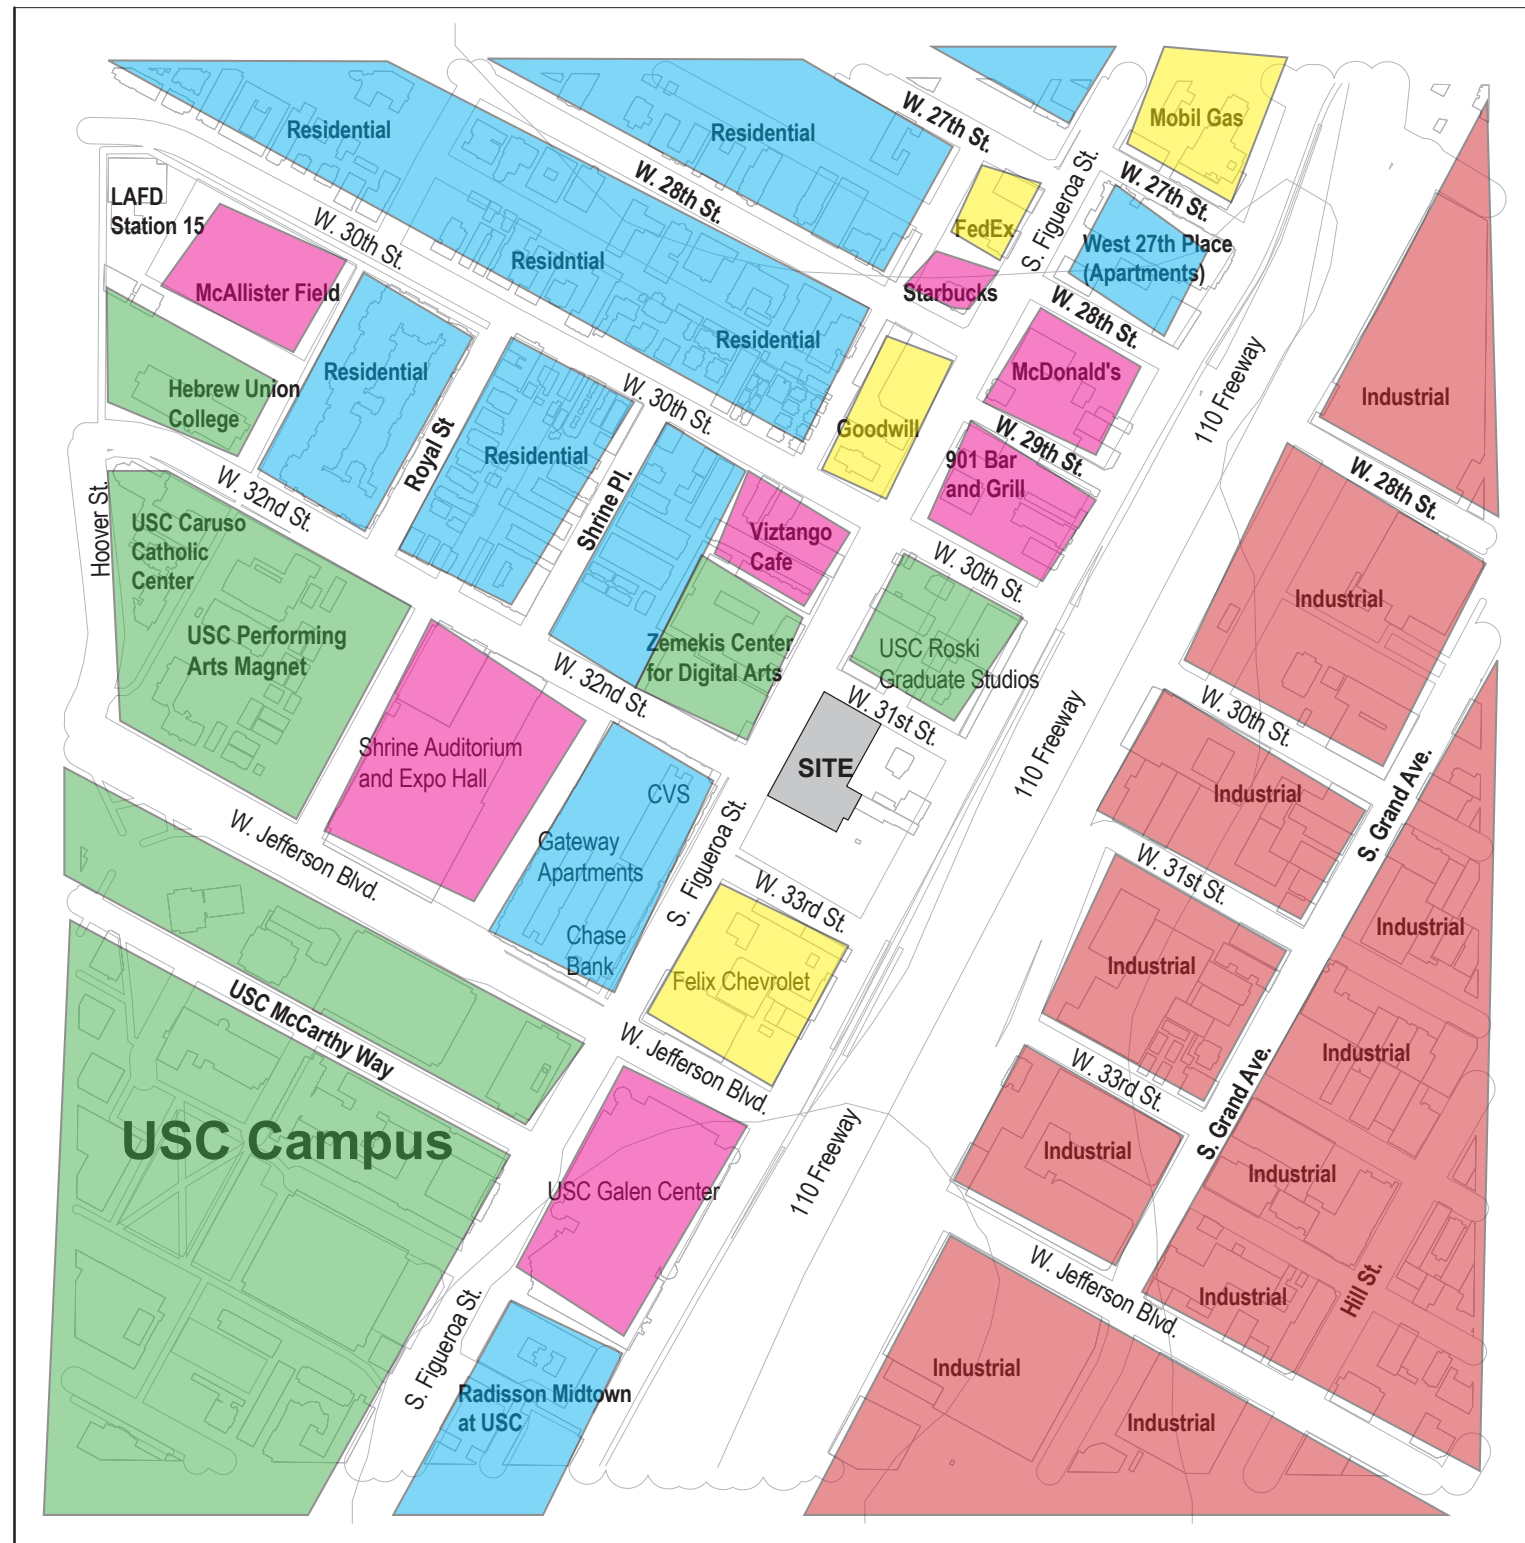 W. 27th St.
Mobil Gas
Residential
Residential
W. 28th St.
S. Figueroa St.
W. 27th St.
LAFD
Station 15
W. 30th St.
FedEx
West 27th Place
(Apartments)
McAllister Field
Residntial
Starbucks
W. 28th St.
Residential
Residential
McDonald's
110 Freeway
Industrial
Hebrew Union
College
W. 30th St.
Goodwill
W. 29th St.
Royal St
Residential
901 Bar
and Grill
W. 28th St.
W. 32nd St.
Shrine Pl.
Hoover St.
USC Caruso
Catholic
Center
Viztango
Cafe
W. 30th St.
Industrial
USC Performing
Arts Magnet
Zemekis Center
for Digital Arts
USC Roski
Graduate Studios
W. 32nd St.
W. 31st St.
W. 30th St.
110 Freeway
Shrine Auditorium
and Expo Hall
SITE
CVS
Industrial
S. Grand Ave.
Gateway
Apartments
S. Figueroa St.
W. Jefferson Blvd.
W. 31st St.
W. 33rd St.
Chase
Bank
Industrial
Industrial
Felix Chevrolet
USC McCarthy Way
W. Jefferson Blvd.
Industrial
W. 33rd St.
S. Grand Ave.
USC Campus
110 Freeway
Industrial
Industrial
USC Galen Center
W. Jefferson Blvd.
Industrial
Hill St.
S. Figueroa St.
Industrial
Radisson Midtown
at USC
Industrial